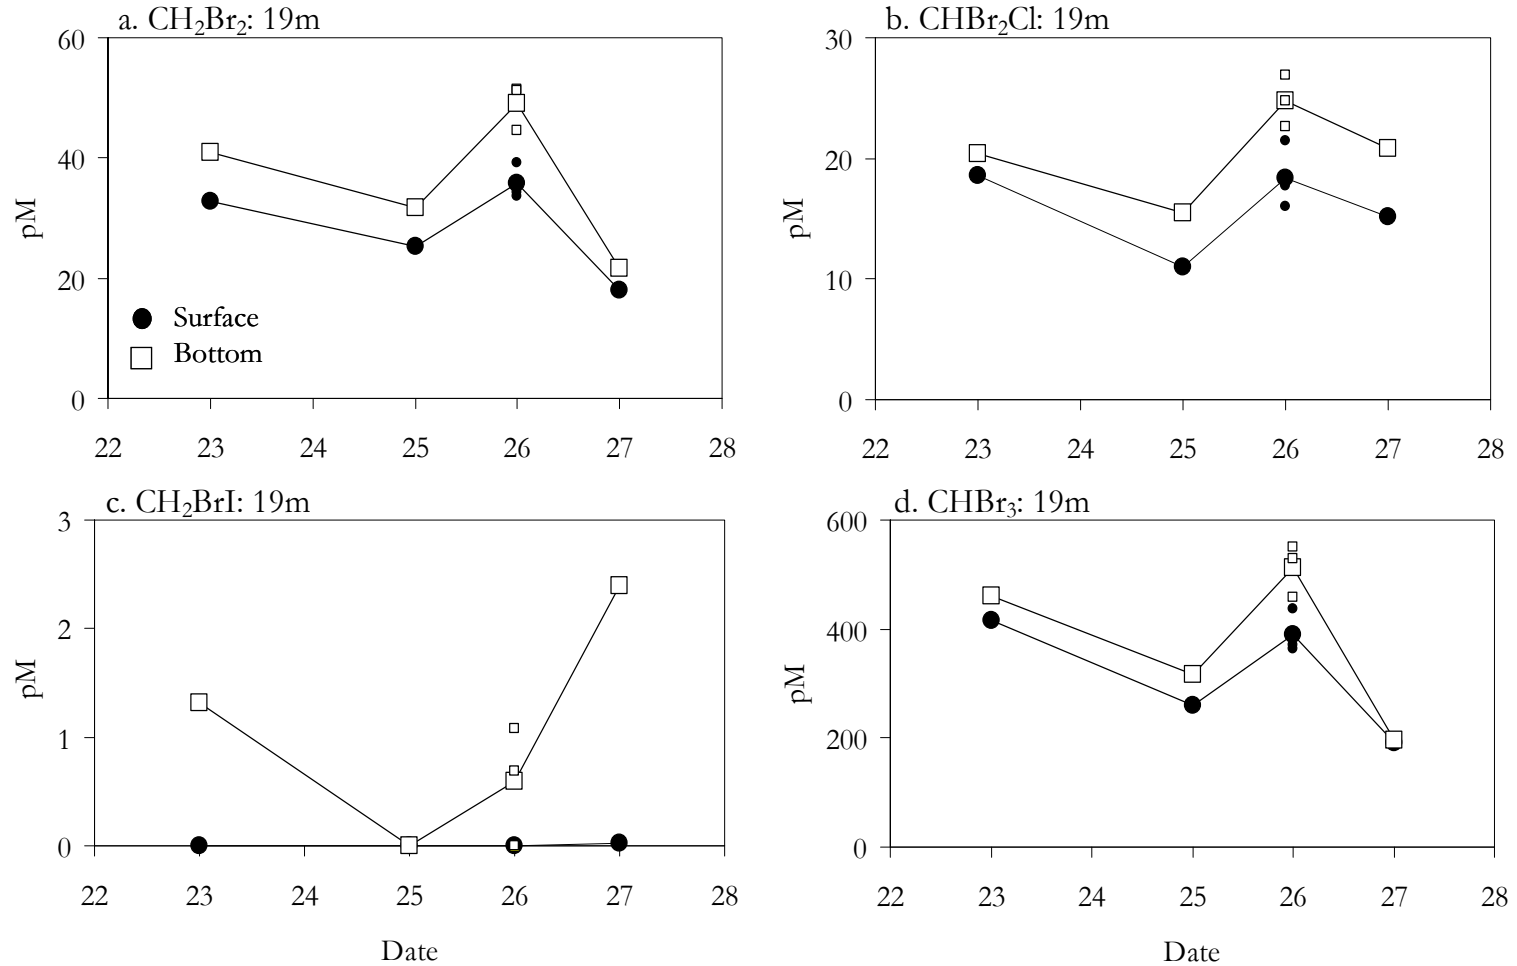 a. CH₂Br₂: 19m
60
40
20
0
pM
Surface
Bottom
22 23 24 25 26 27 28
b. CHBr₂Cl: 19m
30
20
10
0
pM
22 23 24 25 26 27 28
c. CH₂BrI: 19m
3
2
1
0
pM
22 23 24 25 26 27 28
Date
d. CHBr₃: 19m
600
400
200
0
pM
22 23 24 25 26 27 28
Date